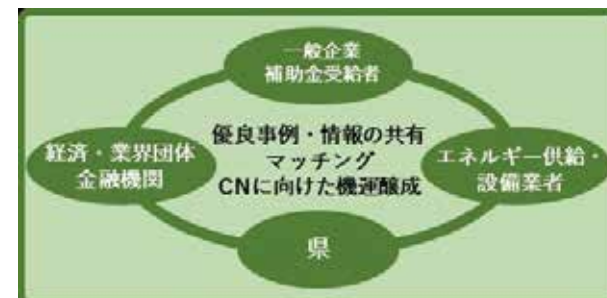 一般企業
補助金受給者
経済・業界団体
金融機関
優良事例・情報の共有
マッチング
CNに向けた機運醸成
エネルギー供給・
設備業者
県